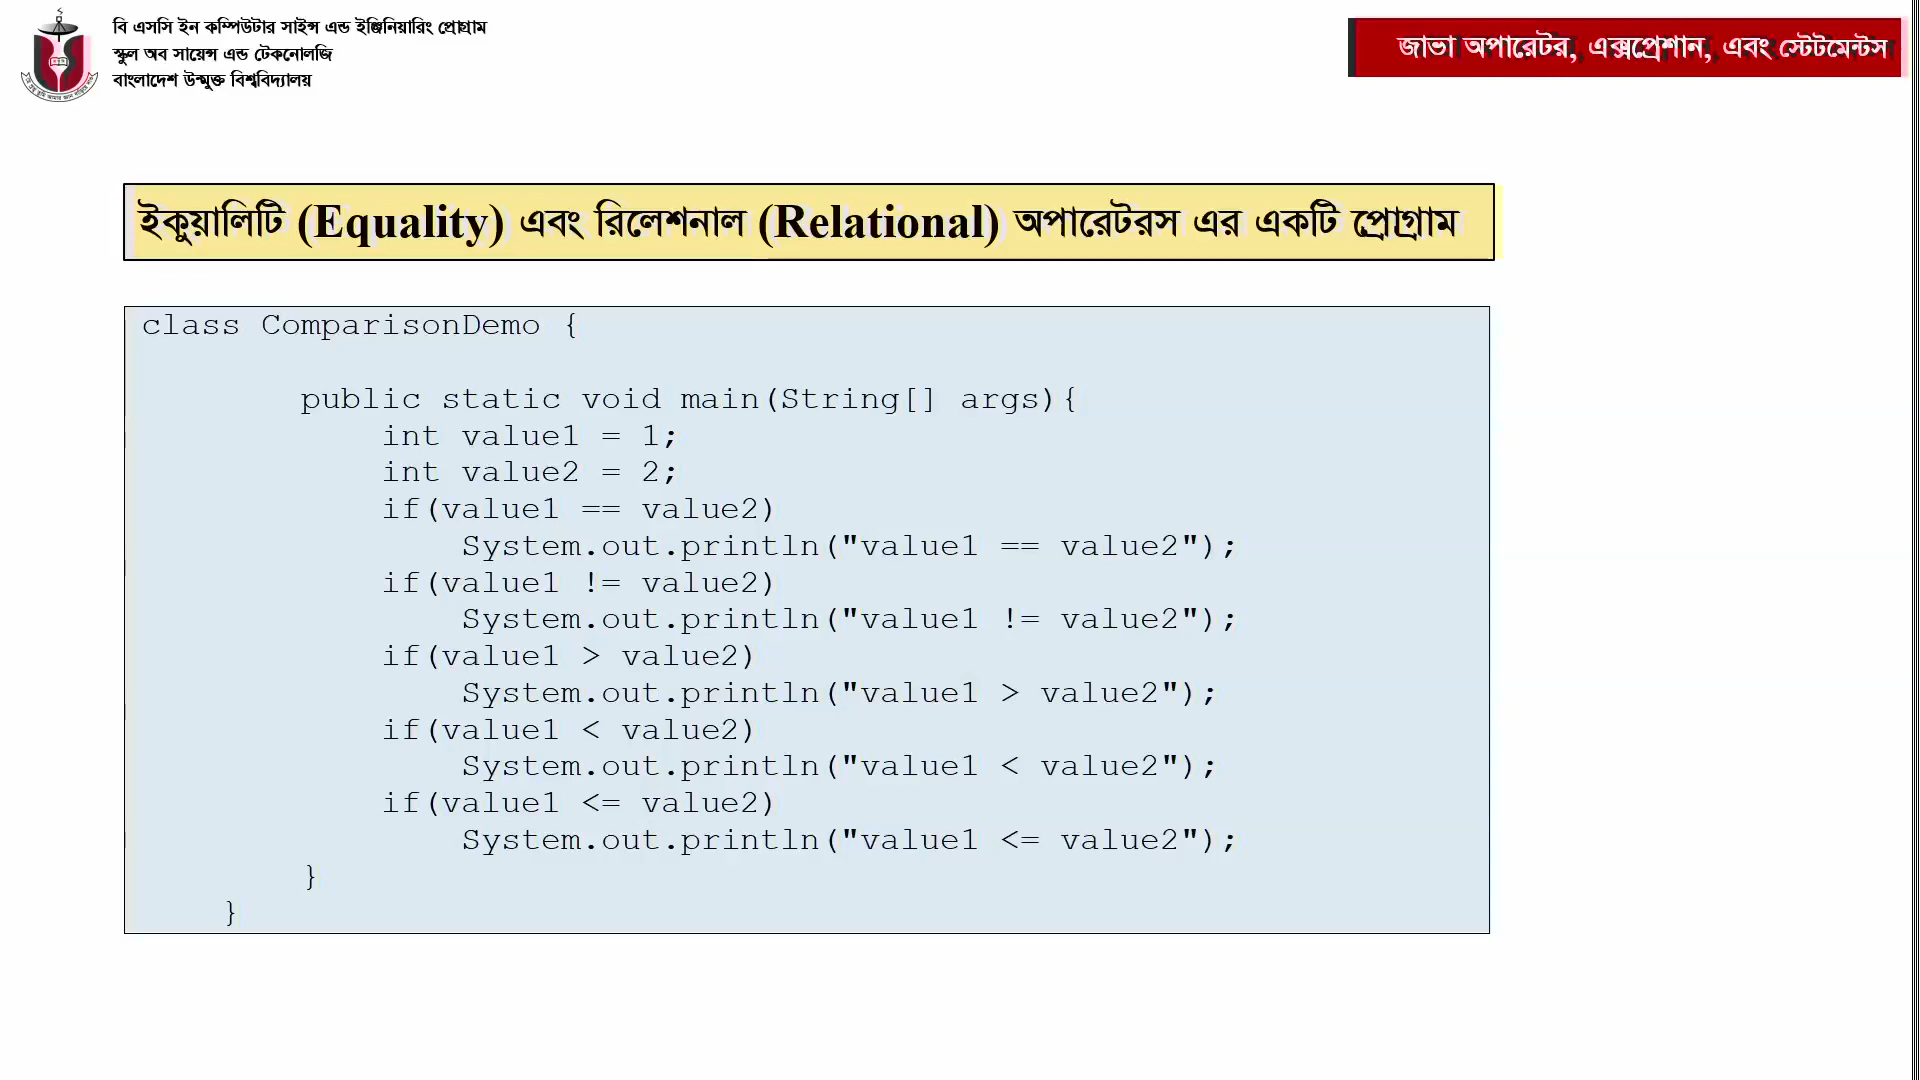 বি এসসি ইন কম্পিউটার সাইন্স এন্ড ইঞ্জিনিয়ারিং প্রোগ্রাম
স্কুল অব সায়েন্স এন্ড টেকনোলজি
বাংলাদেশ উন্মুক্ত বিশ্ববিদ্যালয়
জাভা অপারেটর, এক্সপ্রেশান, এবং স্টেটমেন্টস
ইকুয়ালিটি (Equality) এবং রিলেশনাল (Relational) অপারেটরস এর একটি প্রোগ্রাম
class ComparisonDemo {
public static void main(String[] args){
int value1 = 1;
int value2 = 2;
if(value1 == value2)
System.out.println("value1 == value2");
if(value1 != value2)
System.out.println("value1 != value2");
if(value1 > value2)
System.out.println("value1 > value2");
if(value1 < value2)
System.out.println("value1 < value2");
if(value1 <= value2)
System.out.println("value1 <= value2");
}
}